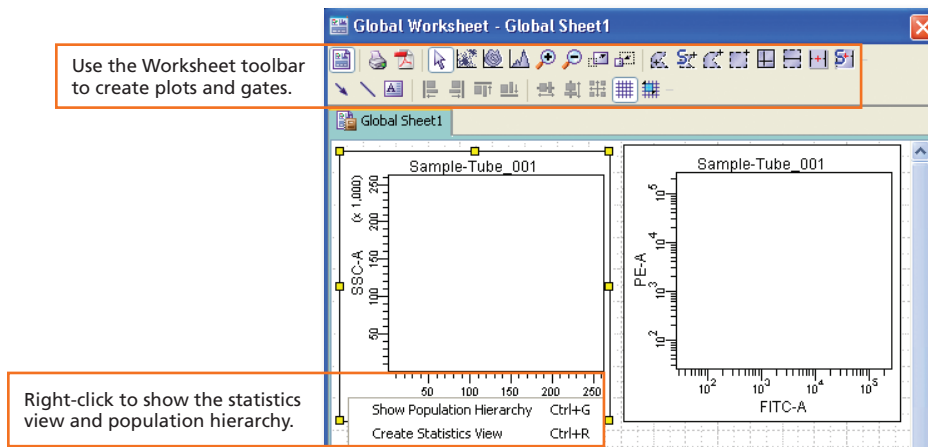 Global Worksheet - Global Sheet1
Use the Worksheet toolbar
to create plots and gates.
Global Sheet1
Sample-Tube_001
(x 1,000)
SSC-A
250
200
150
100
50
50 100 150 200 250
Sample-Tube_001
PE-A
10^5
10^4
10^3
10^2
10^2 10^3 10^4 10^5
FITC-A
Right-click to show the statistics
view and population hierarchy.
Show Population Hierarchy Ctrl+G
Create Statistics View Ctrl+R